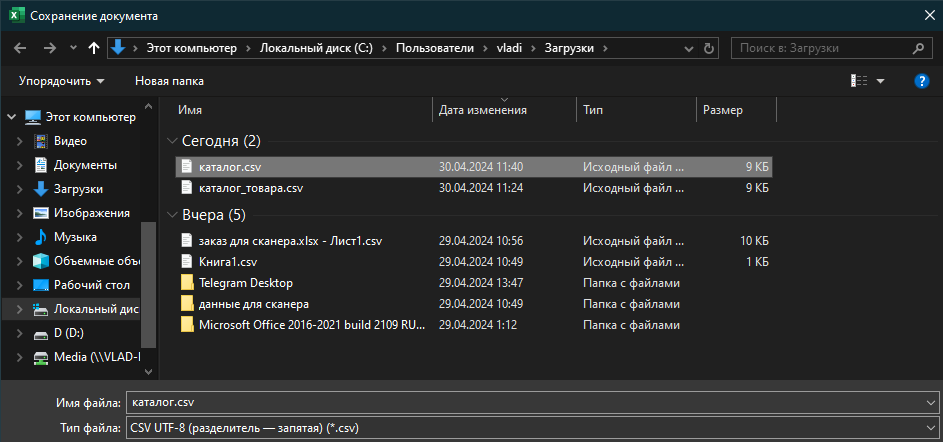 Сохранение документа
Этот компьютер > Локальный диск (C:) > Пользователи > vladi > Загрузки >
Поиск в: Загрузки
Упорядочить
Новая папка
Этот компьютер
Видео
Документы
Загрузки
Изображения
Музыка
Объемные объе
Рабочий стол
Локальный дис
D (D:)
Media (\\VLAD-I
Имя Дата изменения Тип Размер
Сегодня (2)
каталог.csv 30.04.2024 11:40 Исходный файл ... 9 КБ
каталог_товара.csv 30.04.2024 11:24 Исходный файл ... 9 КБ
Вчера (5)
заказ для сканера.xlsx - Лист1.csv 29.04.2024 10:56 Исходный файл ... 10 КБ
Книга1.csv 29.04.2024 10:49 Исходный файл ... 1 КБ
Telegram Desktop 29.04.2024 13:47 Папка с файлами
данные для сканера 29.04.2024 10:49 Папка с файлами
Microsoft Office 2016-2021 build 2109 RU... 29.04.2024 1:12 Папка с файлами
Имя файла: каталог.csv
Тип файла: CSV UTF-8 (разделитель — запятая) (*.csv)